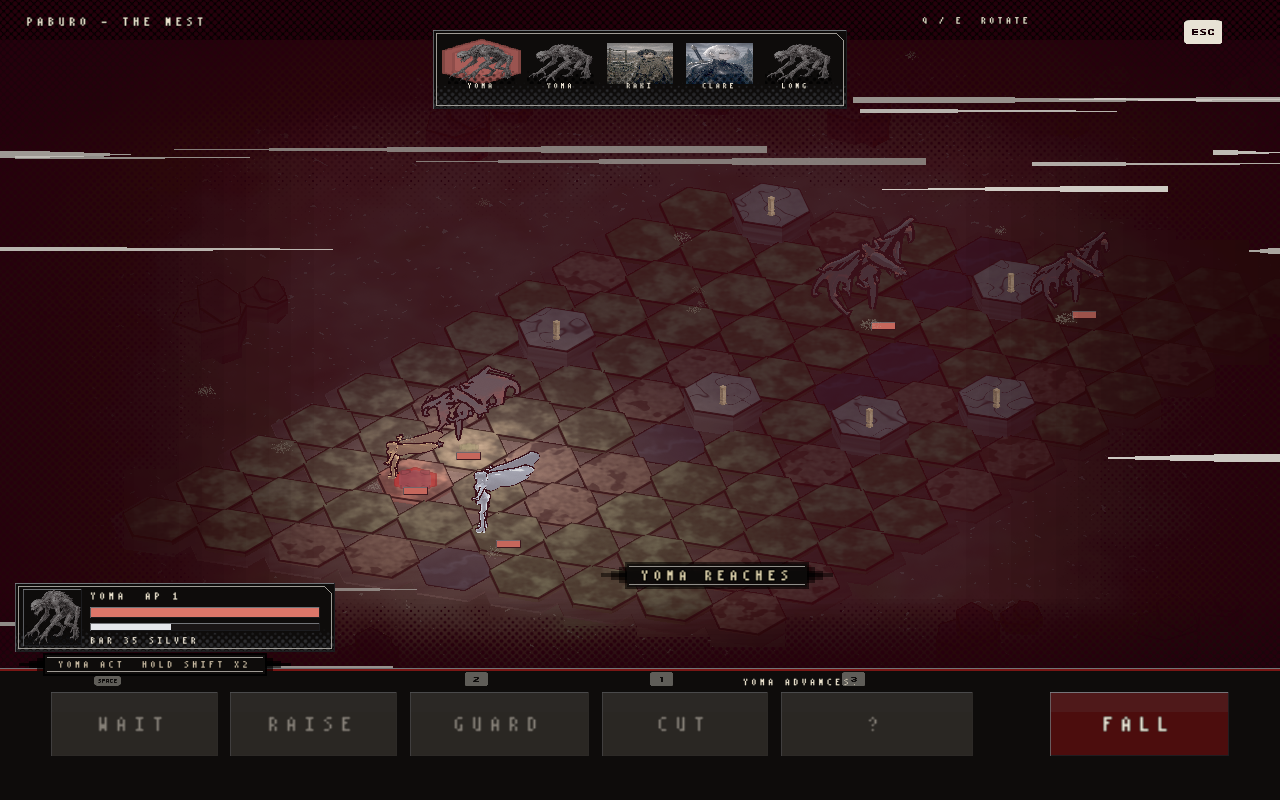 PABURO - THE NEST
Q / E ROTATE
ESC
YOMA
YOMA
RAKI
CLARE
LONG
YOMA REACHES
YOMA AP 1
BAR 35 SILVER
YOMA ACT HOLD SHIFT X2
SPACE
2
1
YOMA ADVANCES
3
WAIT
RAISE
GUARD
CUT
?
FALL